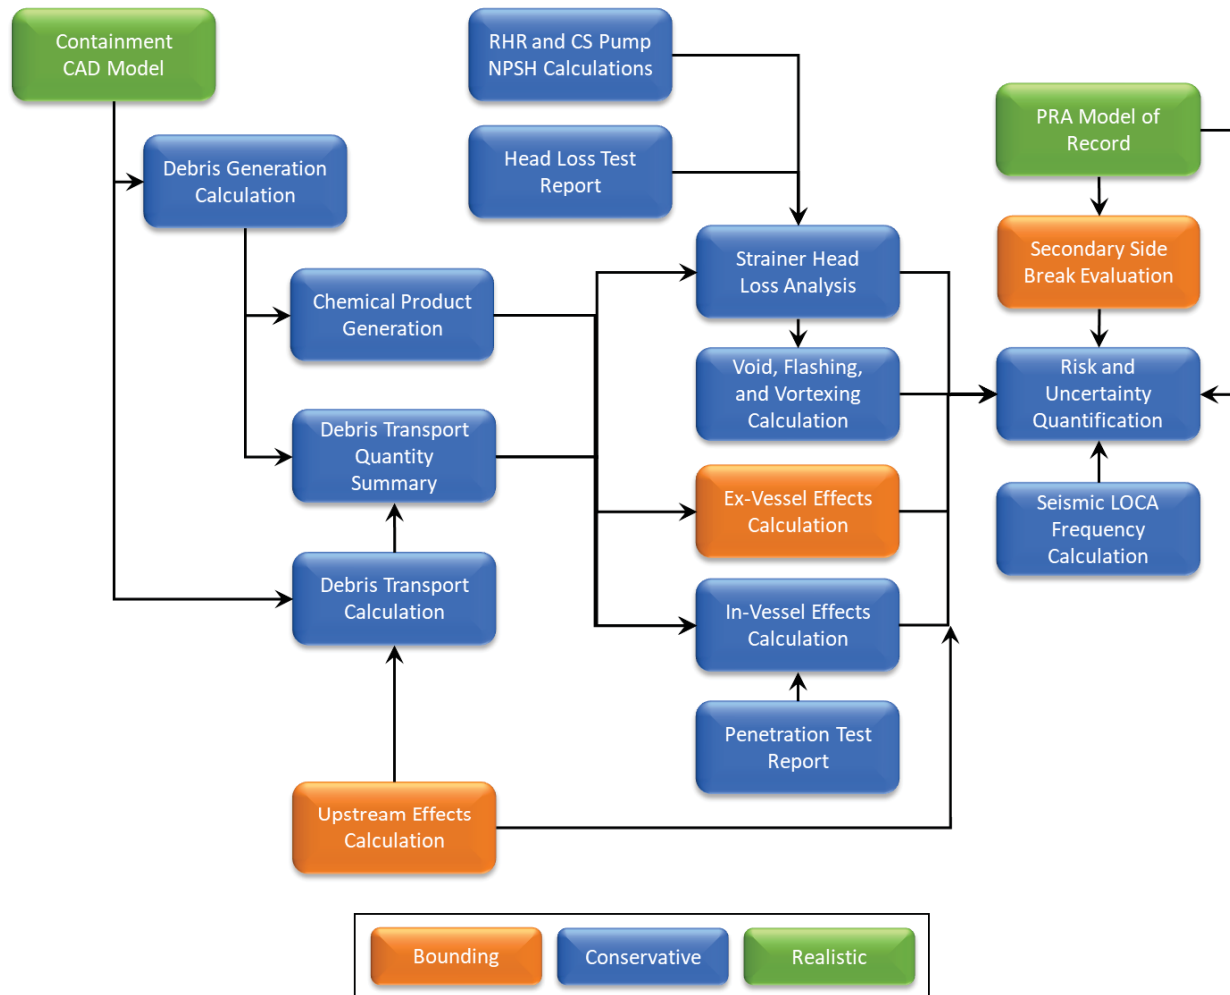 Containment
CAD Model
RHR and CS Pump
NPSH Calculations
PRA Model of
Record
Head Loss Test
Report
Debris Generation
Calculation
Secondary Side
Break Evaluation
Strainer Head
Loss Analysis
Chemical Product
Generation
Void, Flashing,
and Vortexing
Calculation
Risk and
Uncertainty
Quantification
Debris Transport
Quantity
Summary
Ex-Vessel Effects
Calculation
Seismic LOCA
Frequency
Calculation
Debris Transport
Calculation
In-Vessel Effects
Calculation
Penetration Test
Report
Upstream Effects
Calculation
Bounding
Conservative
Realistic